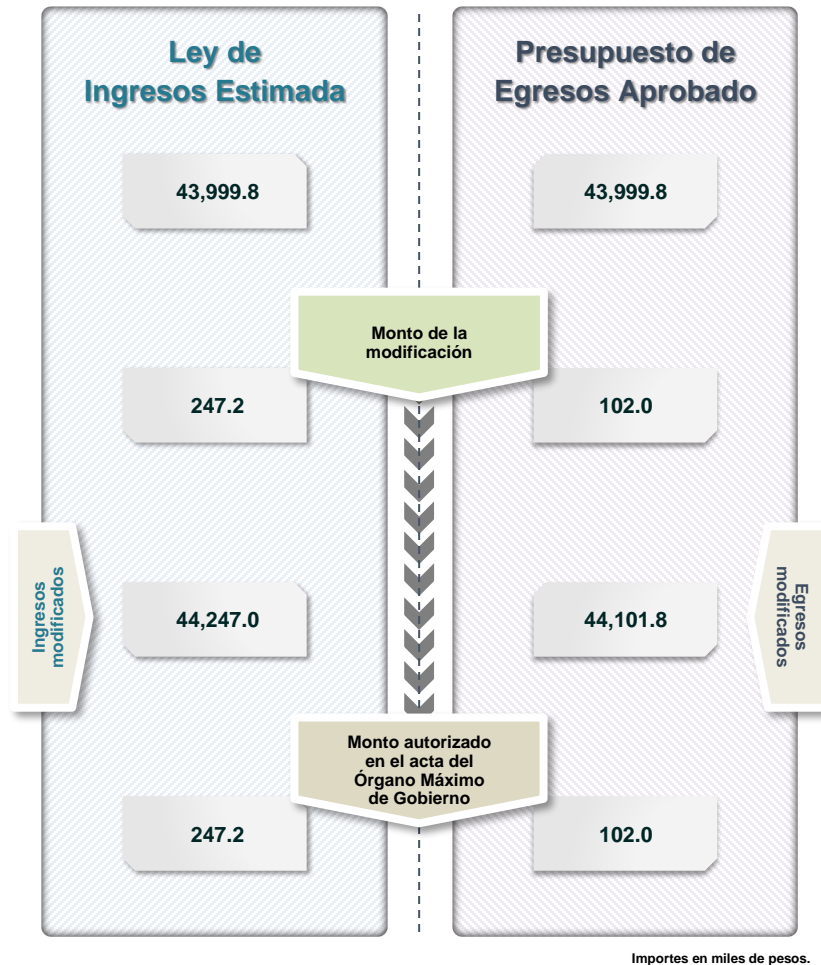 Ley de
Ingresos Estimada
Presupuesto de
Egresos Aprobado
43,999.8
43,999.8
Monto de la
modificación
247.2
102.0
Ingresos
modificados
44,247.0
44,101.8
Egresos
modificados
Monto autorizado
en el acta del
Órgano Máximo
de Gobierno
247.2
102.0
Importes en miles de pesos.